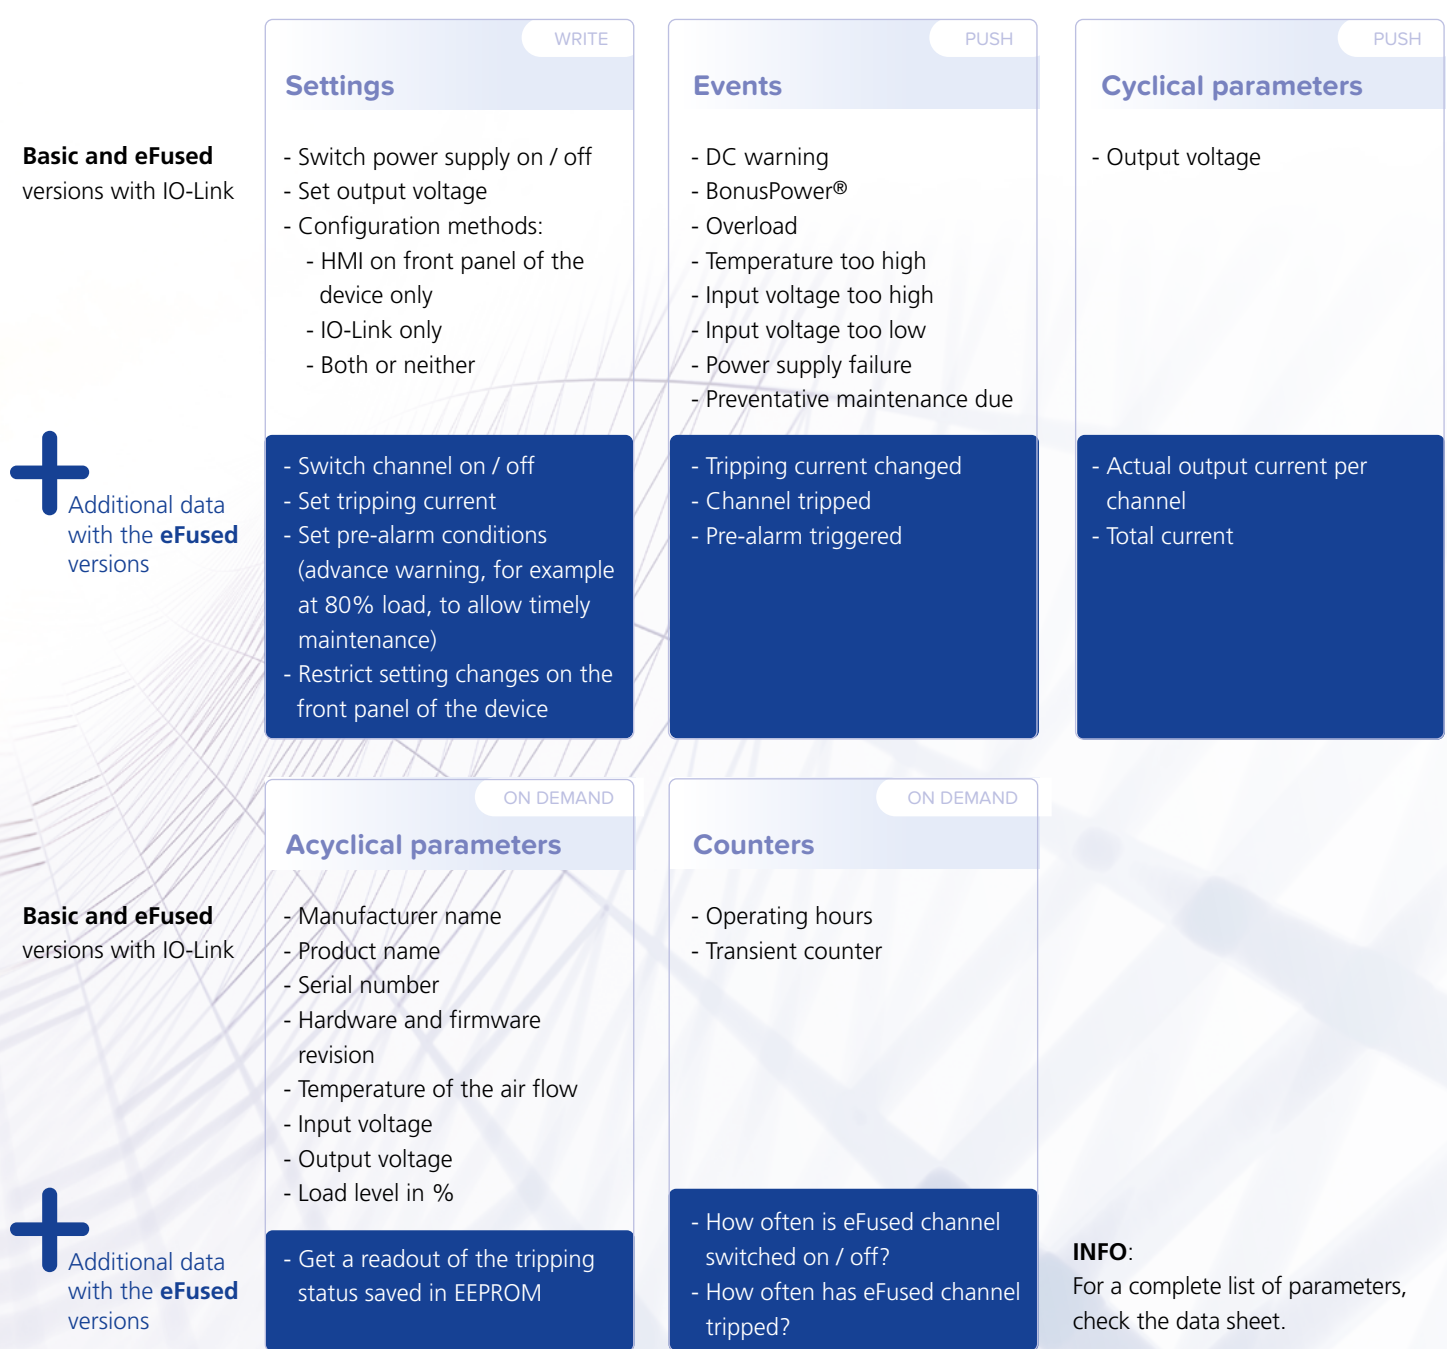 WRITE
Settings
PUSH
Events
PUSH
Cyclical parameters
Basic and eFused
versions with IO-Link
- Switch power supply on / off
- Set output voltage
- Configuration methods:
- HMI on front panel of the
device only
- IO-Link only
- Both or neither
- DC warning
- BonusPower®
- Overload
- Temperature too high
- Input voltage too high
- Input voltage too low
- Power supply failure
- Preventative maintenance due
- Output voltage
Additional data
with the eFused
versions
- Switch channel on / off
- Set tripping current
- Set pre-alarm conditions
(advance warning, for example
at 80% load, to allow timely
maintenance)
- Restrict setting changes on the
front panel of the device
- Tripping current changed
- Channel tripped
- Pre-alarm triggered
- Actual output current per
channel
- Total current
ON DEMAND
Acyclical parameters
ON DEMAND
Counters
Basic and eFused
versions with IO-Link
- Manufacturer name
- Product name
- Serial number
- Hardware and firmware
revision
- Temperature of the air flow
- Input voltage
- Output voltage
- Load level in %
- Operating hours
- Transient counter
Additional data
with the eFused
versions
- Get a readout of the tripping
status saved in EEPROM
- How often is eFused channel
switched on / off?
- How often has eFused channel
tripped?
INFO:
For a complete list of parameters,
check the data sheet.